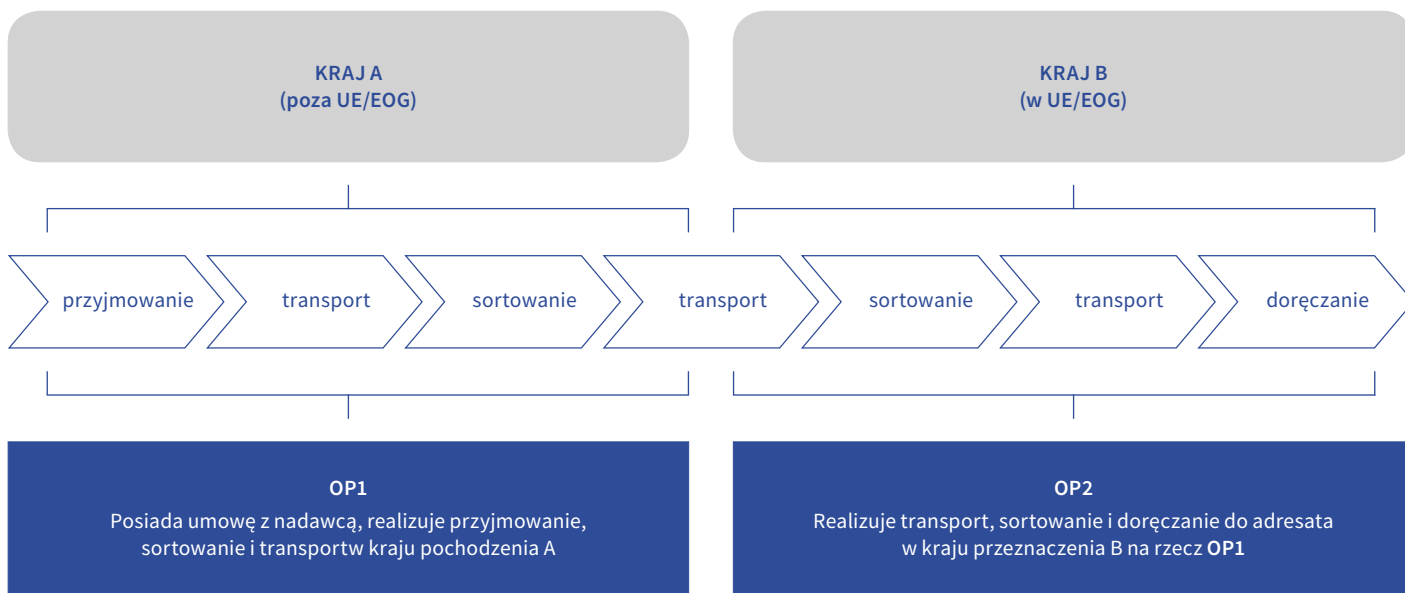 KRAJ A
(poza UE/EOG)
KRAJ B
(w UE/EOG)
przyjmowanie
transport
sortowanie
transport
sortowanie
transport
doręczanie
OP1
Posiada umowę z nadawcą, realizuje przyjmowanie,
sortowanie i transportw kraju pochodzenia A
OP2
Realizuje transport, sortowanie i doręczanie do adresata
w kraju przeznaczenia B na rzecz OP1